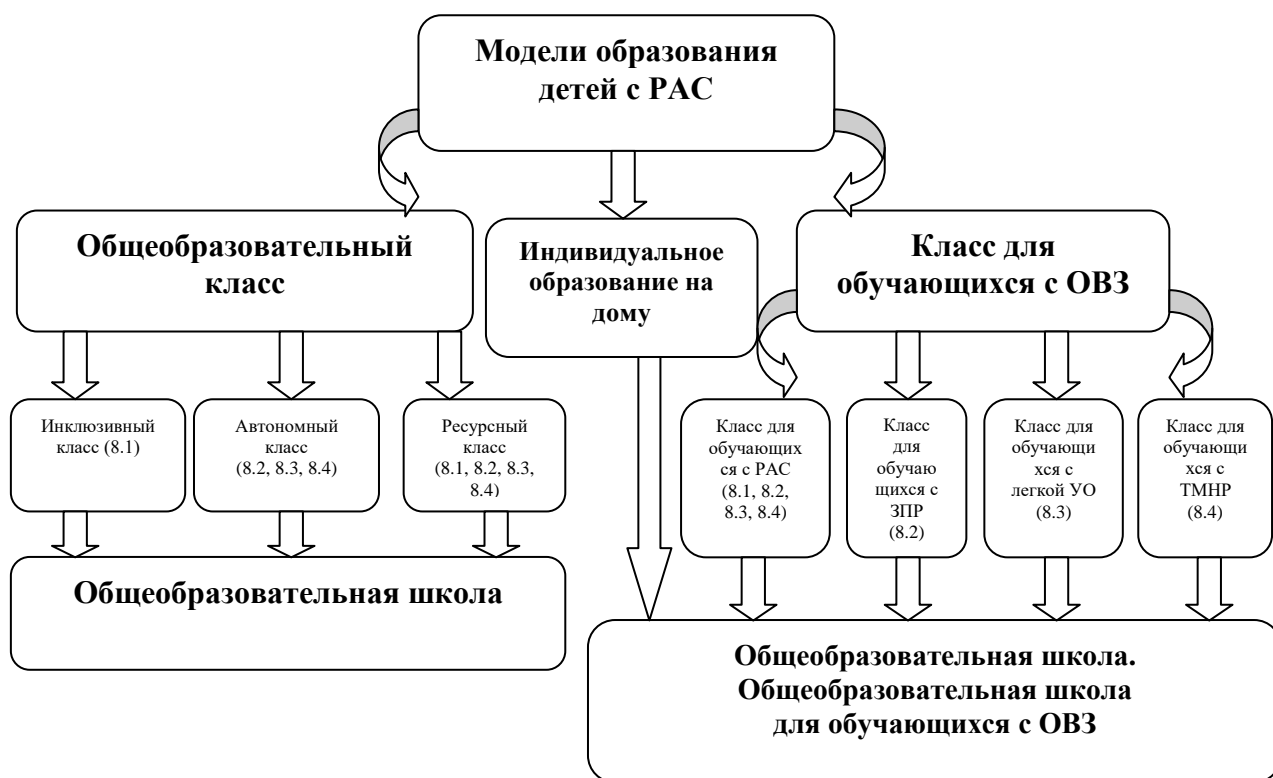 Модели образования
детей с РАС
Общеобразовательный
класс
Индивидуальное
образование на
дому
Класс для
обучающихся с ОВЗ
Инклюзивный
класс (8.1)
Автономный
класс
(8.2, 8.3, 8.4)
Ресурсный
класс
(8.1, 8.2, 8.3,
8.4)
Класс для
обучающих
ся с РАС
(8.1, 8.2,
8.3, 8.4)
Класс
для
обучаю
щихся с
ЗПР
(8.2)
Класс для
обучающи
хся с
легкой УО
(8.3)
Класс для
обучающи
хся с
ТМНР
(8.4)
Общеобразовательная школа
Общеобразовательная школа.
Общеобразовательная школа
для обучающихся с ОВЗ